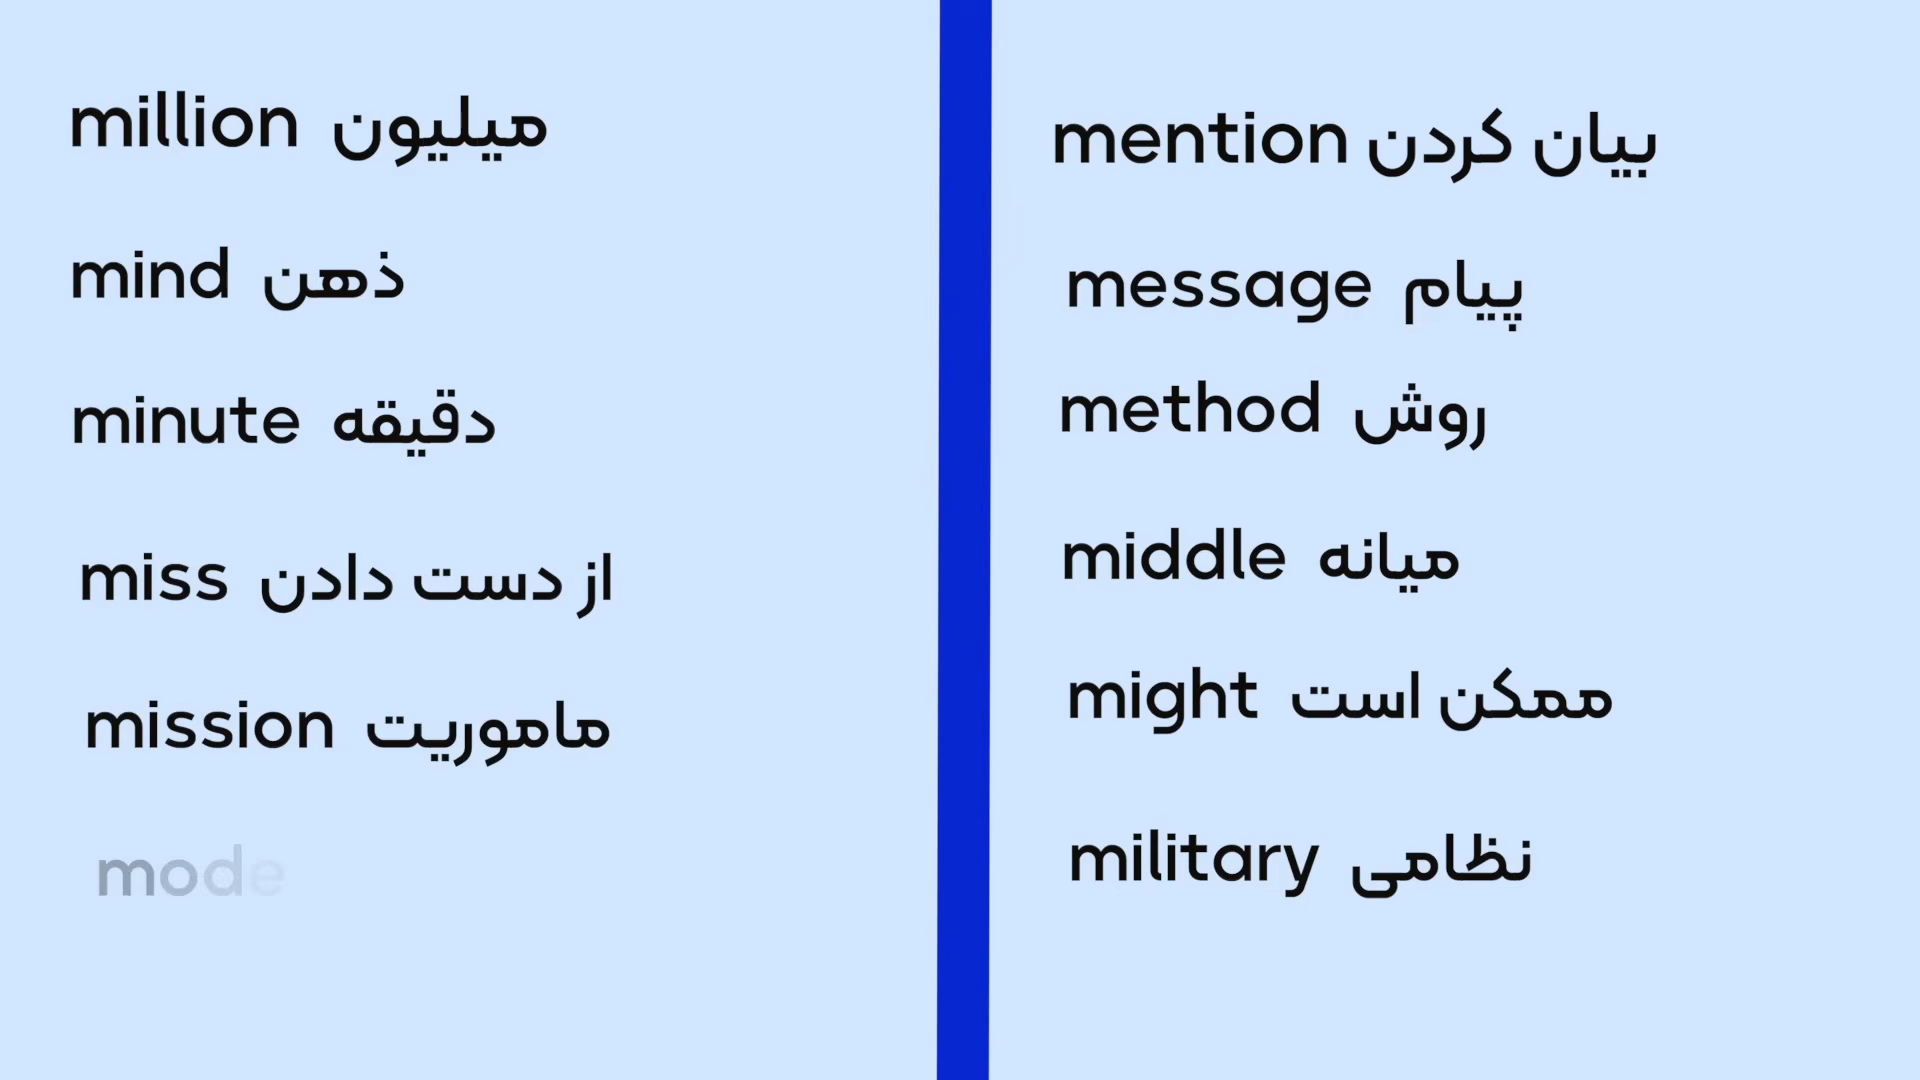 million میلیون
mind ذهن
minute دقیقه
miss از دست دادن
mission ماموریت
mode
mention بیان کردن
message پیام
method روش
middle میانه
might ممکن است
military نظامی